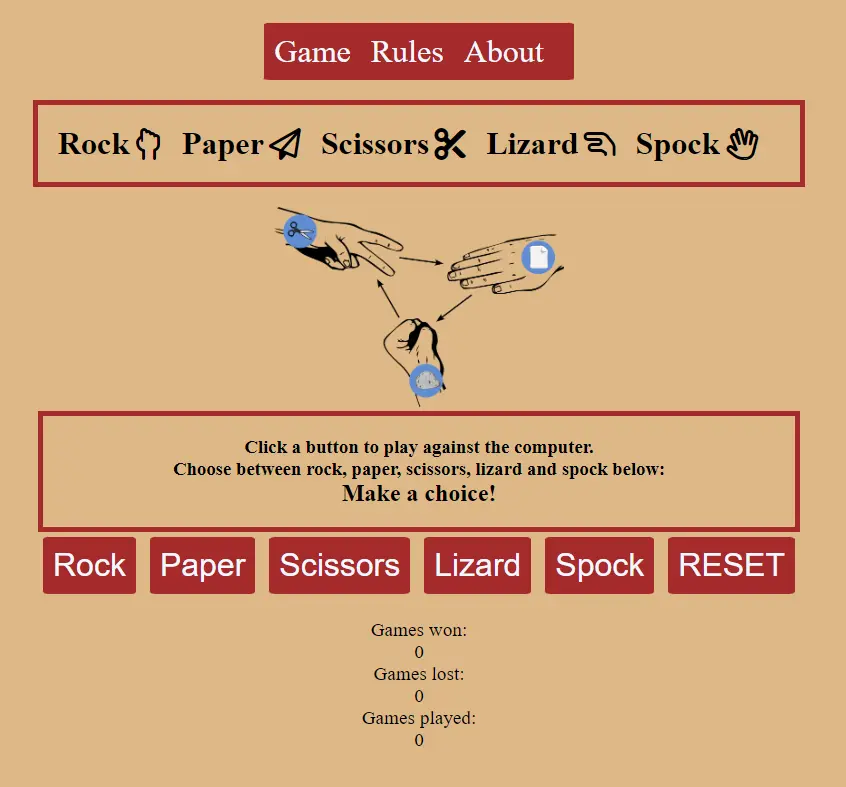 Game Rules About
Rock Paper Scissors Lizard Spock
Click a button to play against the computer.
Choose between rock, paper, scissors, lizard and spock below:
Make a choice!
Rock Paper Scissors Lizard Spock RESET
Games won:
0
Games lost:
0
Games played:
0